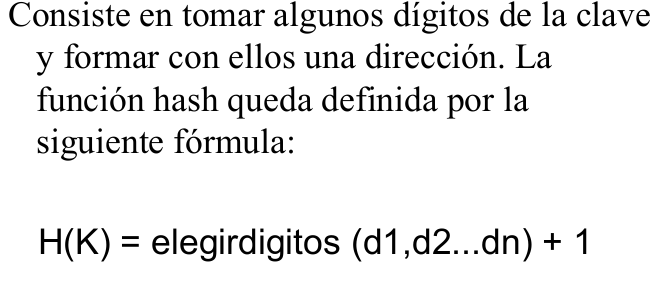 Consiste en tomar algunos dígitos de la clave
y formar con ellos una dirección. La
función hash queda definida por la
siguiente fórmula:
H(K) = elegirdigitos (d1,d2...dn) + 1